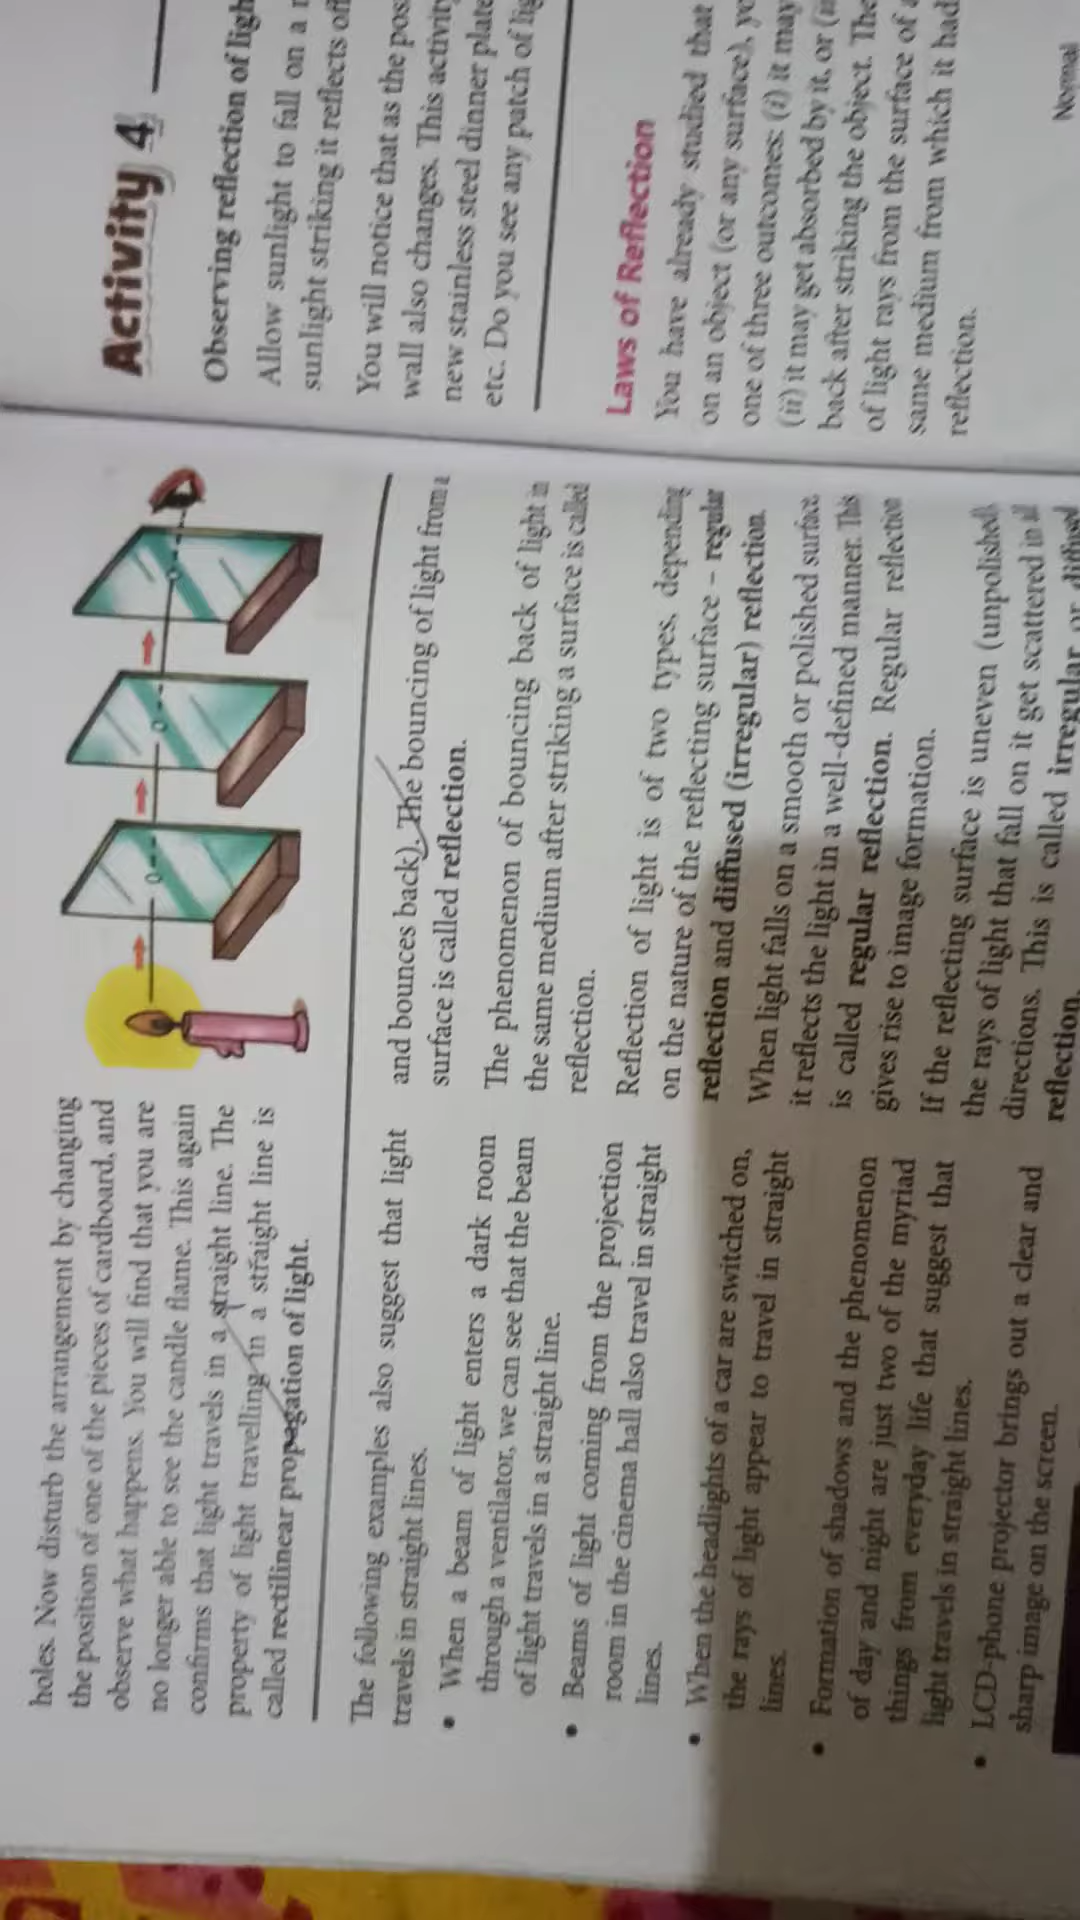 holes. Now disturb the arrangement by changing
the position of one of the pieces of cardboard, and
observe what happens. You will find that you are
no longer able to see the candle flame. This again
confirms that light travels in a straight line. The
property of light travelling in a straight line is
called rectilinear propagation of light.
The following examples also suggest that light
travels in straight lines.
• When a beam of light enters a dark room
through a ventilator, we can see that the beam
of light travels in a straight line.
• Beams of light coming from the projection
room in the cinema hall also travel in straight
lines.
• When the headlights of a car are switched on,
the rays of light appear to travel in straight
lines.
• Formation of shadows and the phenomenon
of day and night are just two of the myriad
things from everyday life that suggest that
light travels in straight lines.
• LCD-phone projector brings out a clear and
sharp image on the screen.
and bounces back). The bouncing of light from a
surface is called reflection.
The phenomenon of bouncing back of light in
the same medium after striking a surface is called
reflection.
Reflection of light is of two types, depending
on the nature of the reflecting surface – regular
reflection and diffused (irregular) reflection.
When light falls on a smooth or polished surface
it reflects the light in a well-defined manner. This
is called regular reflection. Regular reflection
gives rise to image formation.
If the reflecting surface is uneven (unpolished),
the rays of light that fall on it get scattered in all
directions. This is called irregular or diffused
reflection.
Activity 4
Observing reflection of ligh
Allow sunlight to fall on a
sunlight striking it reflects off
You will notice that as the pos
wall also changes. This activity
new stainless steel dinner plate
etc. Do you see any patch of lig
Laws of Reflection
You have already studied that
on an object (or any surface), yo
one of three outcomes: (i) it may
(ii) it may get absorbed by it, or (ii
back after striking the object. The
of light rays from the surface of a
same medium from which it had
reflection.
Normal